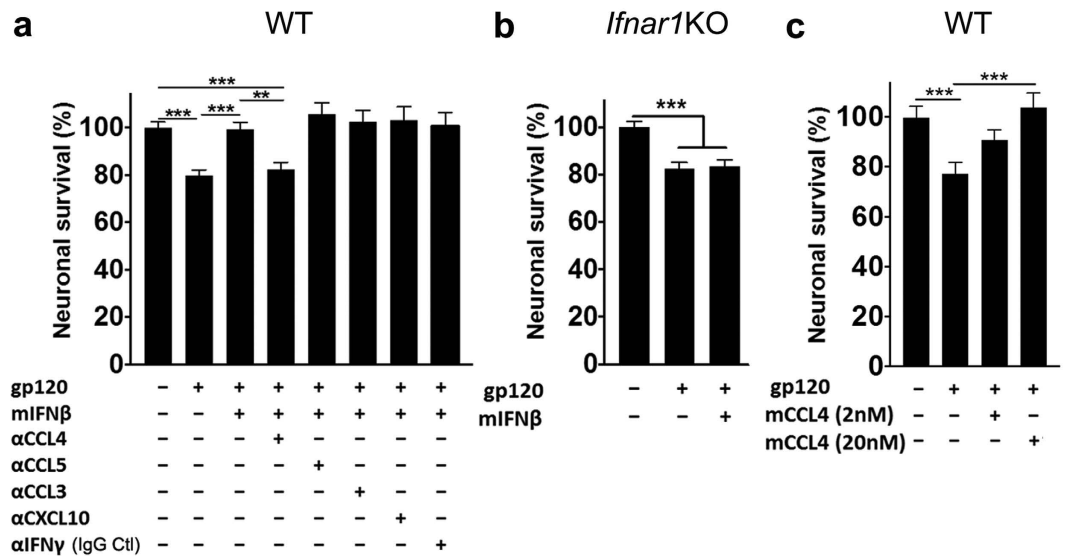 a WT
Neuronal survival (%)
100
80
60
40
20
0
*** *** *** **
gp120 − + + + + + + +
mIFNβ − − + + + + + +
αCCL4 − − − + − − − −
αCCL5 − − − − + − − −
αCCL3 − − − − − + − −
αCXCL10 − − − − − − + −
αIFNγ (IgG Ctl) − − − − − − − +
b Ifnar1KO
Neuronal survival (%)
100
80
60
40
20
0
***
gp120 − + +
mIFNβ − − +
c WT
Neuronal survival (%)
100
80
60
40
20
0
*** ***
gp120 − + + +
mCCL4 (2nM) − − + −
mCCL4 (20nM) − − − +